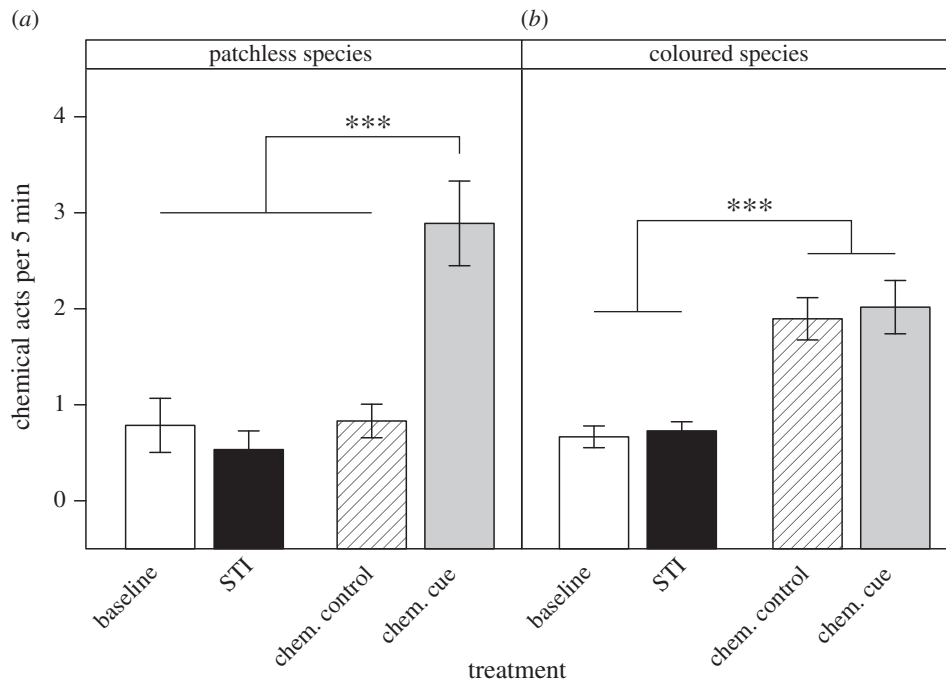 (a)
(b)
patchless species
coloured species
chemical acts per 5 min
4
3
2
1
0
***
***
baseline
STI
chem. control
chem. cue
baseline
STI
chem. control
chem. cue
treatment